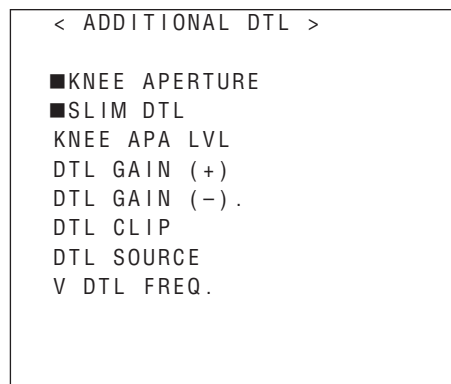 < ADDITIONAL DTL >
■KNEE APERTURE
■SLIM DTL
KNEE APA LVL
DTL GAIN (+)
DTL GAIN (−).
DTL CLIP
DTL SOURCE
V DTL FREQ.